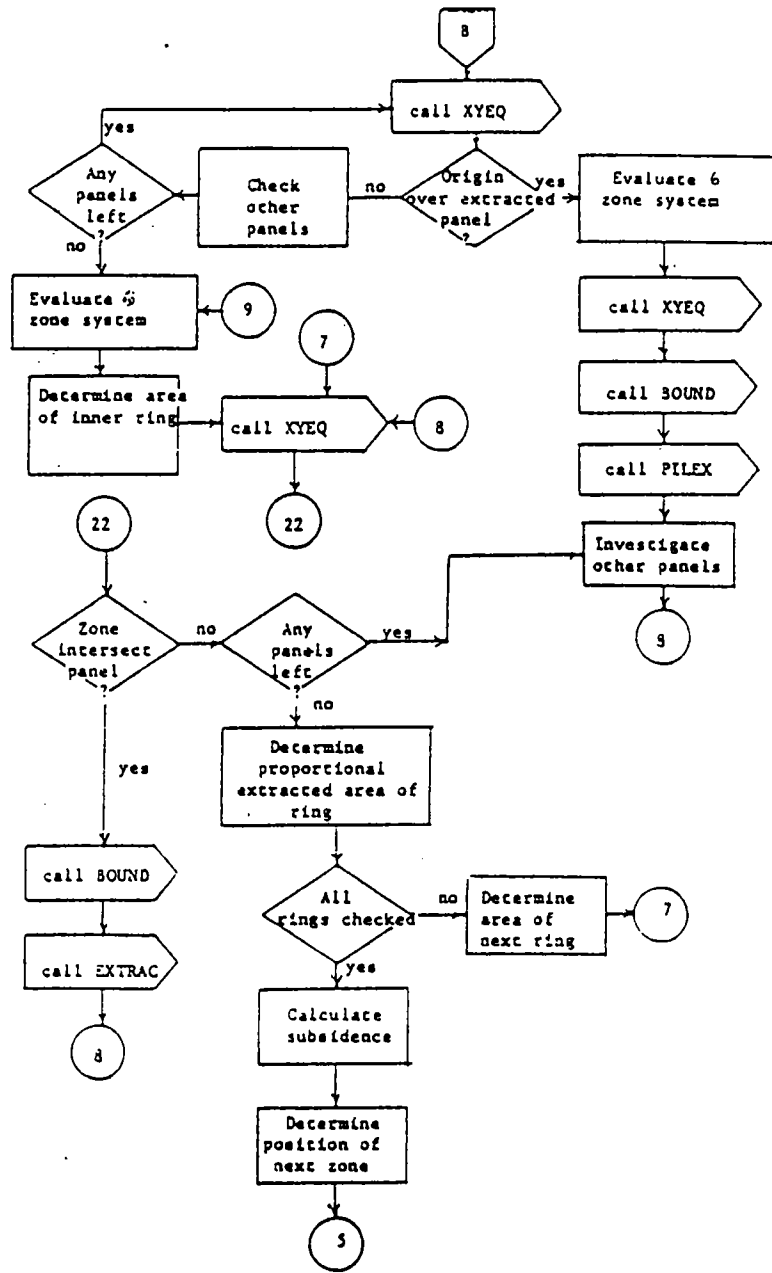 B
call XYEQ
yes
Any
panels
left
?
no
Check
other
panels
no
Origin
over extracted
panel
?
yes
Evaluate 6
zone system
Evaluate
zone system
9
call XYEQ
7
Determine area
of inner ring
call XYEQ
8
call BOUND
22
call PILEX
22
Investigate
other panels
Zone
intersect
panel
?
no
Any
panels
left
?
yes
no
yes
Determine
proportional
extracted area of
ring
call BOUND
All
rings checked
no
Determine
area of
next ring
7
call EXTRAC
yes
Calculate
subsidence
8
Determine
position of
next zone
5